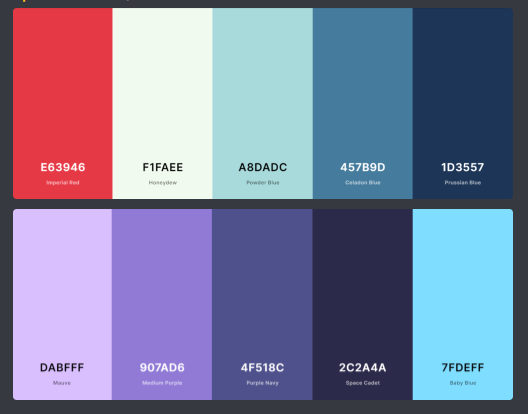 E63946
Imperial Red
F1FAEE
Honeydew
A8DADC
Powder Blue
457B9D
Celadon Blue
1D3557
Prussian Blue
DABFFF
Mauve
907AD6
Medium Purple
4F518C
Purple Navy
2C2A4A
Space Cadet
7FDEFF
Baby Blue